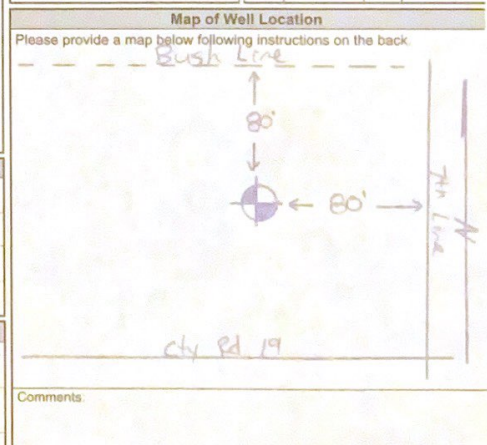 Map of Well Location
Please provide a map below following instructions on the back.
Bush Line
80'
80'
7th Line
N
Cty Rd 19
Comments: